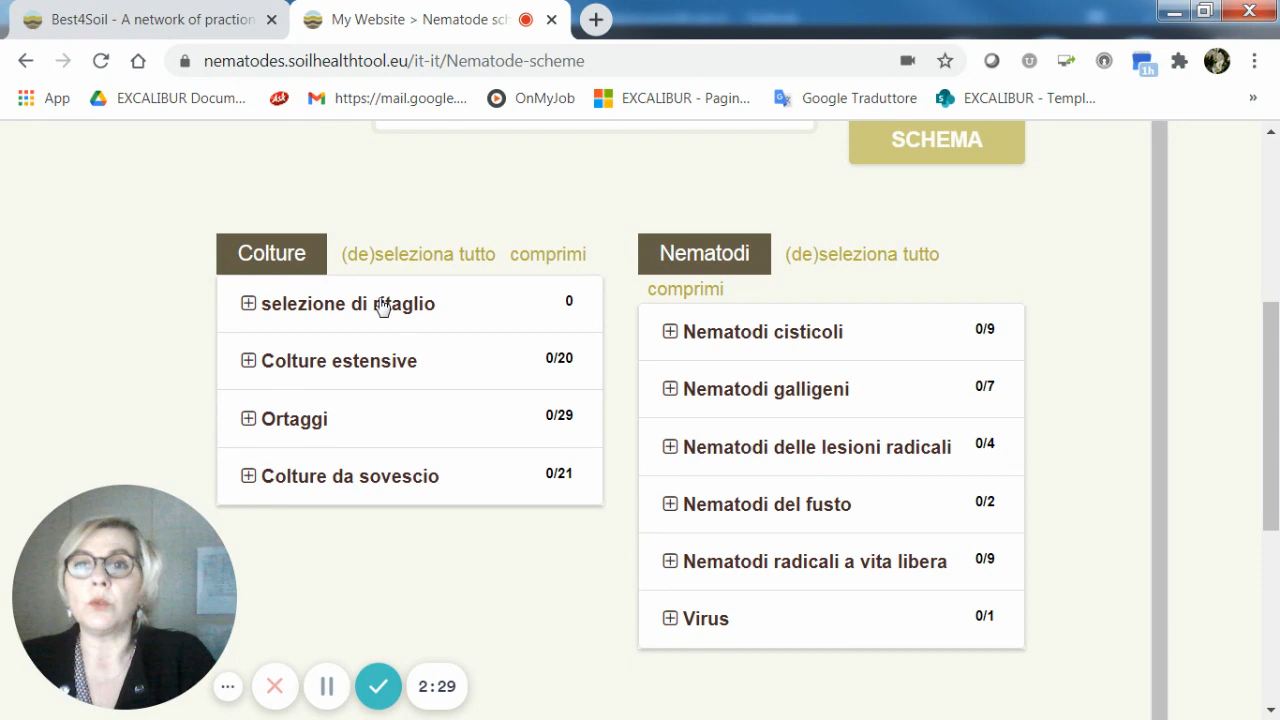 Best4Soil - A network of praction
My Website > Nematode sch
nematodes.soilhealthtool.eu/it-it/Nematode-scheme
1h
App
EXCALIBUR Docum...
Ask
https://mail.google....
OnMyJob
EXCALIBUR - Pagin...
Google Traduttore
EXCALIBUR - Templ...
»
SCHEMA
Colture
(de)seleziona tutto
comprimi
selezione di ritaglio
0
Colture estensive
0/20
Ortaggi
0/29
Colture da sovescio
0/21
Nematodi
(de)seleziona tutto
comprimi
Nematodi cisticoli
0/9
Nematodi galligeni
0/7
Nematodi delle lesioni radicali
0/4
Nematodi del fusto
0/2
Nematodi radicali a vita libera
0/9
Virus
0/1
2:29